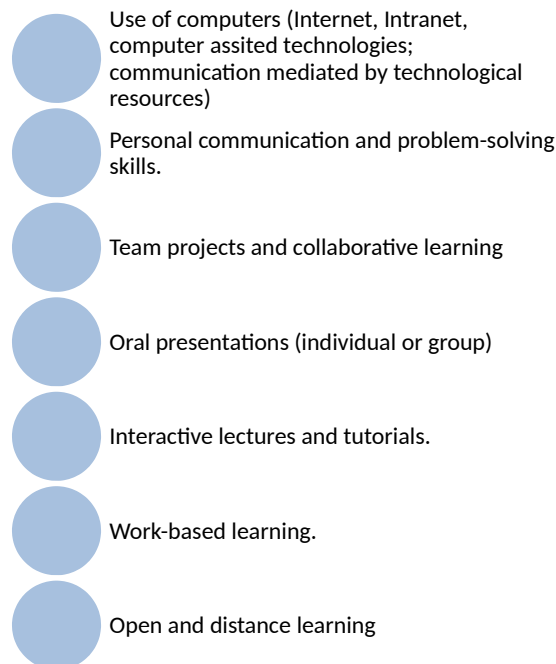 Use of computers (Internet, Intranet,
computer assited technologies;
communication mediated by technological
resources)
Personal communication and problem-solving
skills.
Team projects and collaborative learning
Oral presentations (individual or group)
Interactive lectures and tutorials.
Work-based learning.
Open and distance learning